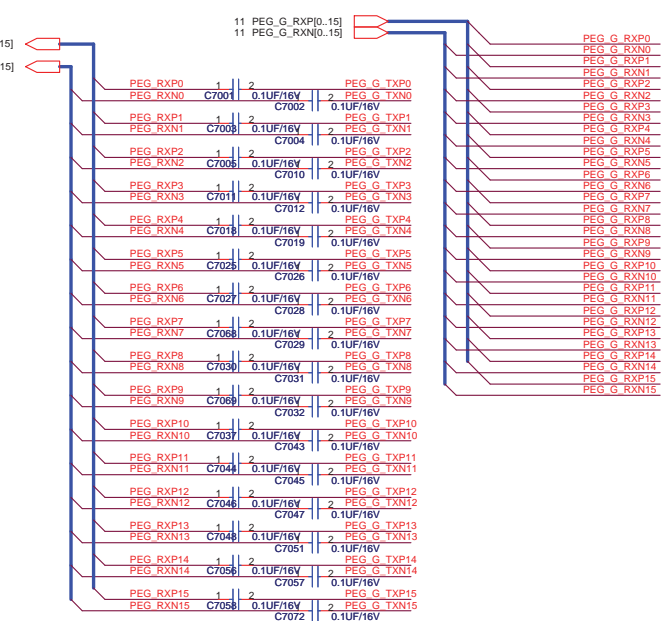 11 PEG_G_RXP[0..15]
11 PEG_G_RXN[0..15]
15]
15]
PEG_RXP0 1 2 PEG_G_TXP0
PEG_RXN0 C7001 0.1UF/16V 2 PEG_G_TXN0
C7002 0.1UF/16V
PEG_RXP1 1 2 PEG_G_TXP1
PEG_RXN1 C7003 0.1UF/16V 2 PEG_G_TXN1
C7004 0.1UF/16V
PEG_RXP2 1 2 PEG_G_TXP2
PEG_RXN2 C7005 0.1UF/16V 2 PEG_G_TXN2
C7010 0.1UF/16V
PEG_RXP3 1 2 PEG_G_TXP3
PEG_RXN3 C7011 0.1UF/16V 2 PEG_G_TXN3
C7012 0.1UF/16V
PEG_RXP4 1 2 PEG_G_TXP4
PEG_RXN4 C7018 0.1UF/16V 2 PEG_G_TXN4
C7019 0.1UF/16V
PEG_RXP5 1 2 PEG_G_TXP5
PEG_RXN5 C7025 0.1UF/16V 2 PEG_G_TXN5
C7026 0.1UF/16V
PEG_RXP6 1 2 PEG_G_TXP6
PEG_RXN6 C7027 0.1UF/16V 2 PEG_G_TXN6
C7028 0.1UF/16V
PEG_RXP7 1 2 PEG_G_TXP7
PEG_RXN7 C7068 0.1UF/16V 2 PEG_G_TXN7
C7029 0.1UF/16V
PEG_RXP8 1 2 PEG_G_TXP8
PEG_RXN8 C7030 0.1UF/16V 2 PEG_G_TXN8
C7031 0.1UF/16V
PEG_RXP9 1 2 PEG_G_TXP9
PEG_RXN9 C7069 0.1UF/16V 2 PEG_G_TXN9
C7032 0.1UF/16V
PEG_RXP10 1 2 PEG_G_TXP10
PEG_RXN10 C7037 0.1UF/16V 2 PEG_G_TXN10
C7043 0.1UF/16V
PEG_RXP11 1 2 PEG_G_TXP11
PEG_RXN11 C7044 0.1UF/16V 2 PEG_G_TXN11
C7045 0.1UF/16V
PEG_RXP12 1 2 PEG_G_TXP12
PEG_RXN12 C7046 0.1UF/16V 2 PEG_G_TXN12
C7047 0.1UF/16V
PEG_RXP13 1 2 PEG_G_TXP13
PEG_RXN13 C7048 0.1UF/16V 2 PEG_G_TXN13
C7051 0.1UF/16V
PEG_RXP14 1 2 PEG_G_TXP14
PEG_RXN14 C7056 0.1UF/16V 2 PEG_G_TXN14
C7057 0.1UF/16V
PEG_RXP15 1 2 PEG_G_TXP15
PEG_RXN15 C7058 0.1UF/16V 2 PEG_G_TXN15
C7072 0.1UF/16V
PEG_G_RXP0
PEG_G_RXN0
PEG_G_RXP1
PEG_G_RXN1
PEG_G_RXP2
PEG_G_RXN2
PEG_G_RXP3
PEG_G_RXN3
PEG_G_RXP4
PEG_G_RXN4
PEG_G_RXP5
PEG_G_RXN5
PEG_G_RXP6
PEG_G_RXN6
PEG_G_RXP7
PEG_G_RXN7
PEG_G_RXP8
PEG_G_RXN8
PEG_G_RXP9
PEG_G_RXN9
PEG_G_RXP10
PEG_G_RXN10
PEG_G_RXP11
PEG_G_RXN11
PEG_G_RXP12
PEG_G_RXN12
PEG_G_RXP13
PEG_G_RXN13
PEG_G_RXP14
PEG_G_RXN14
PEG_G_RXP15
PEG_G_RXN15